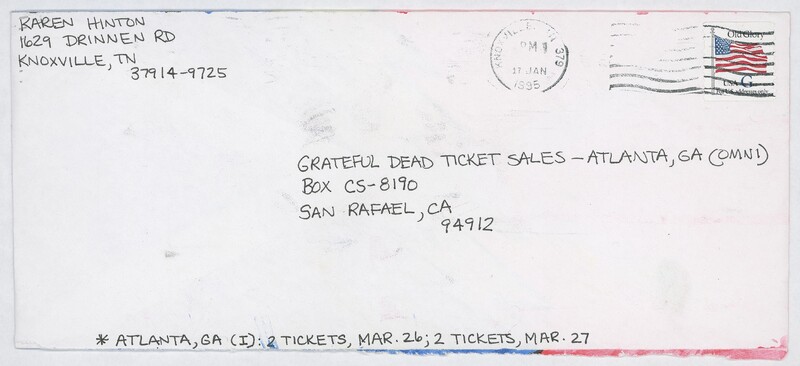 KAREN HINTON
1629 DRINNEN RD
KNOXVILLE, TN
37914-9725
PM
17 JAN
1995
379
Old Glory
USA G
GRATEFUL DEAD TICKET SALES – ATLANTA, GA (OMNI)
BOX CS-8190
SAN RAFAEL, CA
94912
* ATLANTA, GA (I): 2 TICKETS, MAR. 26; 2 TICKETS, MAR. 27